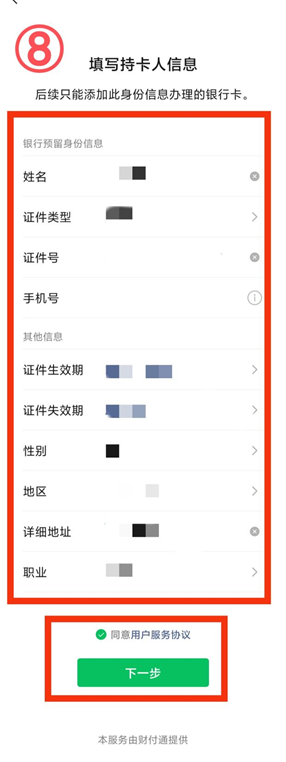 8
填写持卡人信息
后续只能添加此身份信息办理的银行卡。
银行预留身份信息
姓名
证件类型
证件号
手机号
其他信息
证件生效期
证件失效期
性别
地区
详细地址
职业
同意用户服务协议
下一步
本服务由财付通提供